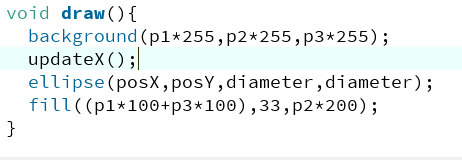 void draw(){
  background(p1*255,p2*255,p3*255);
  updateX();
  ellipse(posX,posY,diameter,diameter);
  fill((p1*100+p3*100),33,p2*200);
}